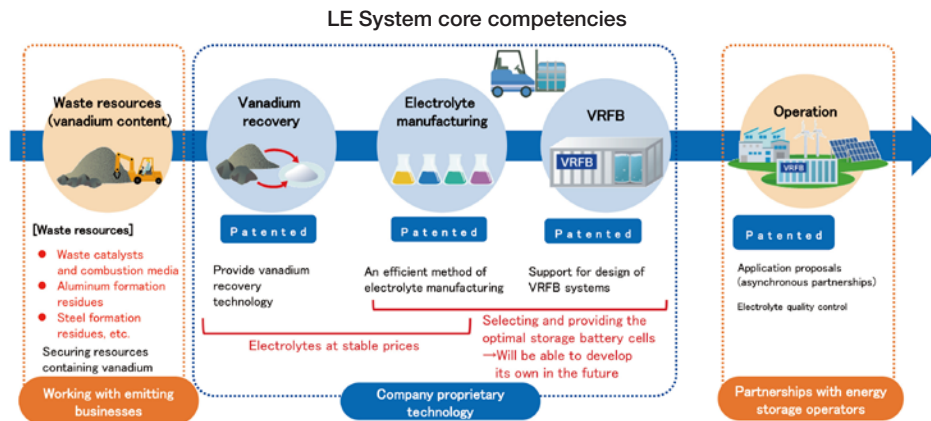 LE System core competencies
Waste resources
(vanadium content)
[Waste resources]
Waste catalysts
and combustion media
Aluminum formation
residues
Steel formation
residues, etc.
Securing resources
containing vanadium
Working with emitting
businesses
Vanadium
recovery
Patented
Provide vanadium
recovery
technology
Electrolyte
manufacturing
Patented
An efficient method of
electrolyte manufacturing
VRFB
VRFB
Patented
Support for design of
VRFB systems
Electrolytes at stable prices
Selecting and providing the
optimal storage battery cells
→Will be able to develop
its own in the future
Company proprietary
technology
Operation
VRFB
Patented
Application proposals
(asynchronous partnerships)
Electrolyte quality control
Partnerships with energy
storage operators